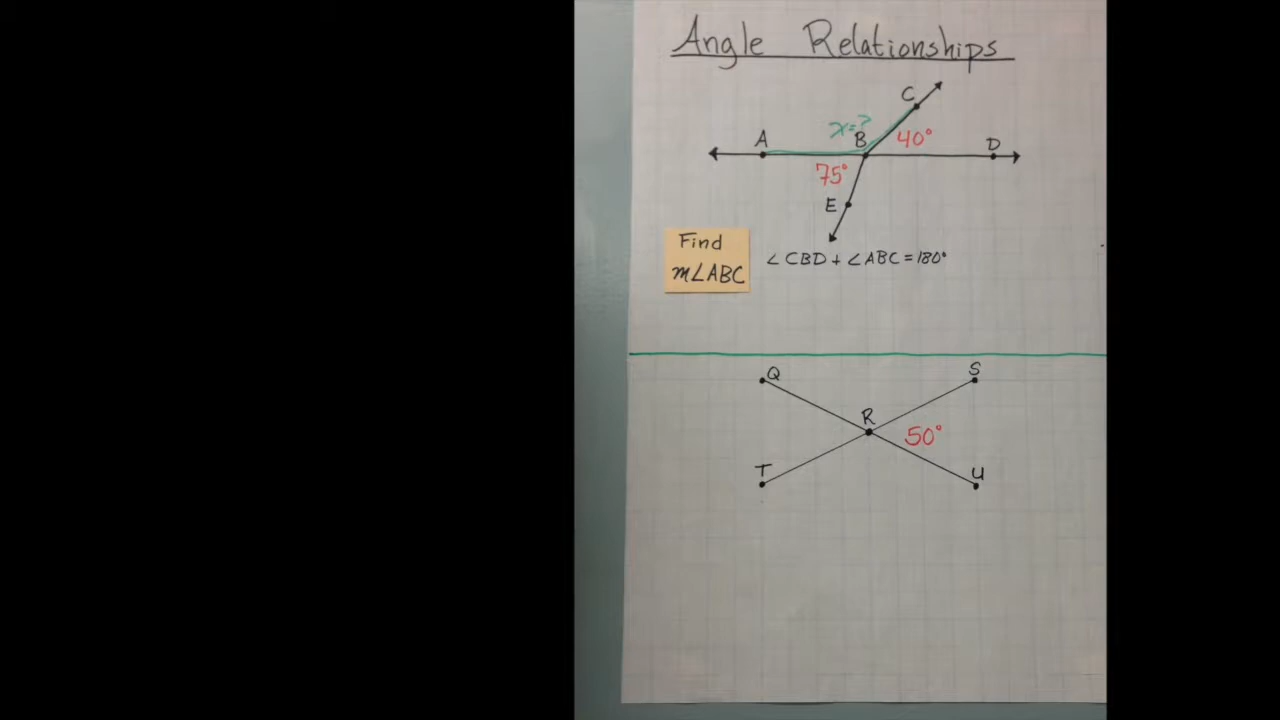 Angle Relationships
C
x=?
A
B
40°
D
75°
E
Find
m∠ABC
∠CBD + ∠ABC = 180°
Q
S
R
50°
T
U